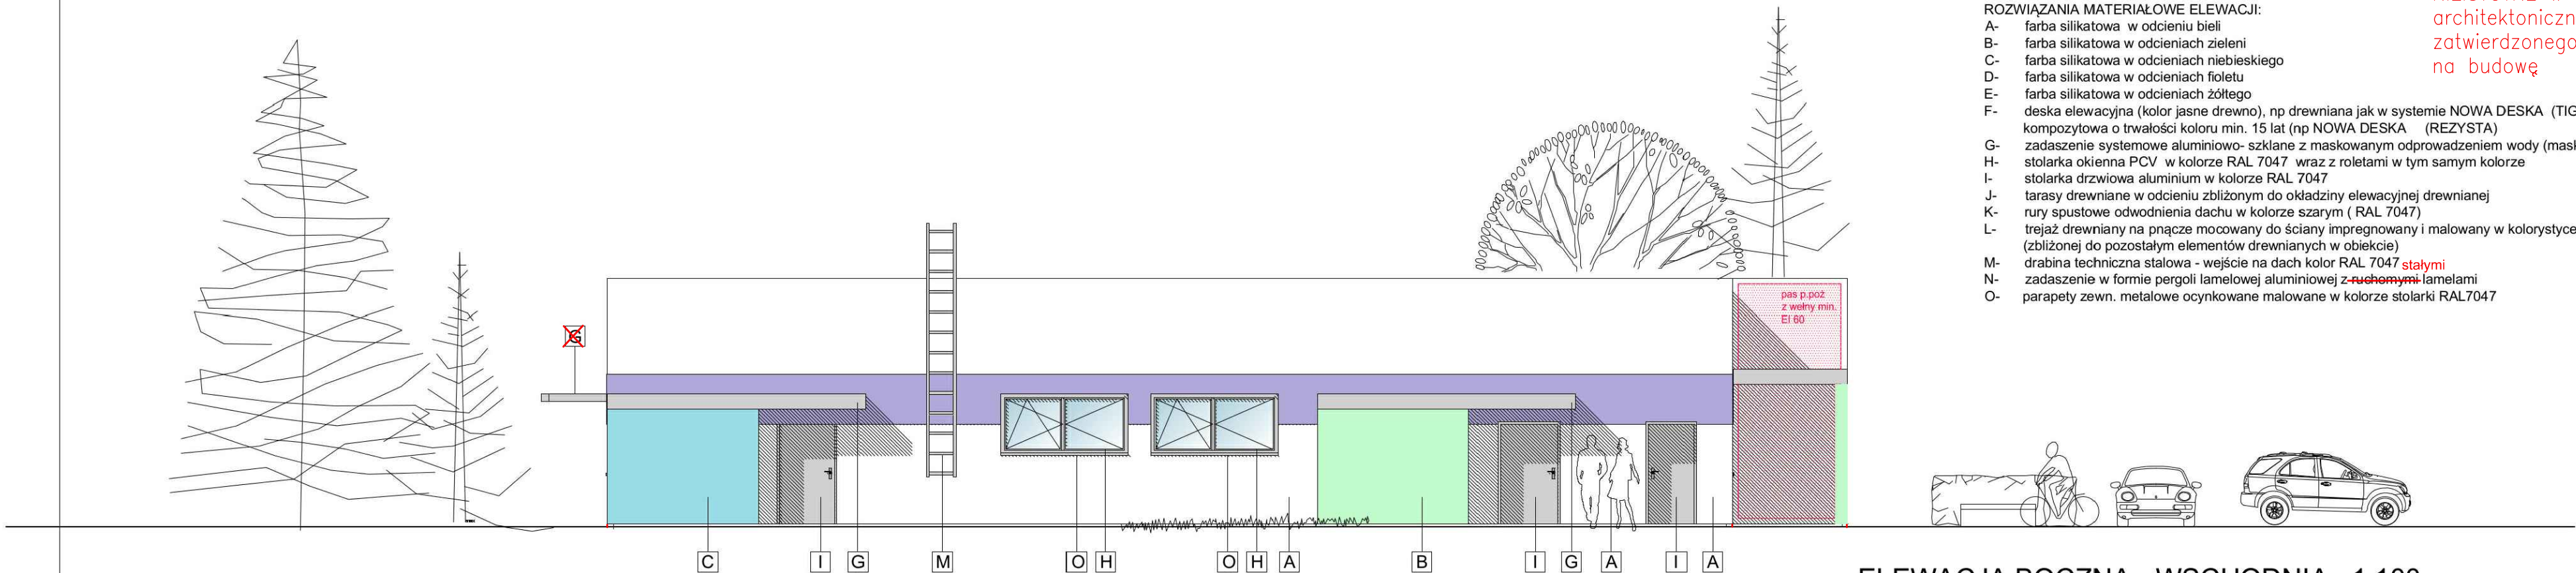 ROZWIĄZANIA MATERIAŁOWE ELEWACJI:
A- farba silikatowa w odcieniu bieli
B- farba silikatowa w odcieniach zieleni
C- farba silikatowa w odcieniach niebieskiego
D- farba silikatowa w odcieniach fioletu
E- farba silikatowa w odcieniach żółtego
F- deska elewacyjna (kolor jasne drewno), np drewniana jak w systemie NOWA DESKA (TIG
kompozytowa o trwałości koloru min. 15 lat (np NOWA DESKA (REZYSTA)
G- zadaszenie systemowe aluminiowo- szklane z maskowanym odprowadzeniem wody (mask
H- stolarka okienna PCV w kolorze RAL 7047 wraz z roletami w tym samym kolorze
I- stolarka drzwiowa aluminium w kolorze RAL 7047
J- tarasy drewniane w odcieniu zbliżonym do okładziny elewacyjnej drewnianej
K- rury spustowe odwodnienia dachu w kolorze szarym ( RAL 7047)
L- trejaż drewniany na pnącze mocowany do ściany impregnowany i malowany w kolorystyce
(zbliżonej do pozostałym elementów drewnianych w obiekcie)
M- drabina techniczna stalowa - wejście na dach kolor RAL 7047 stałymi
N- zadaszenie w formie pergoli lamelowej aluminiowej z ruchomymi lamelami
O- parapety zewn. metalowe ocynkowane malowane w kolorze stolarki RAL7047
architektoniczn
zatwierdzonego
na budowę
pas p.poż
z wełny min.
EI 60
G
C I G M O H O H A B I G A I A
ELEWACJA BOCZNA - WSCHODNIA 1:100